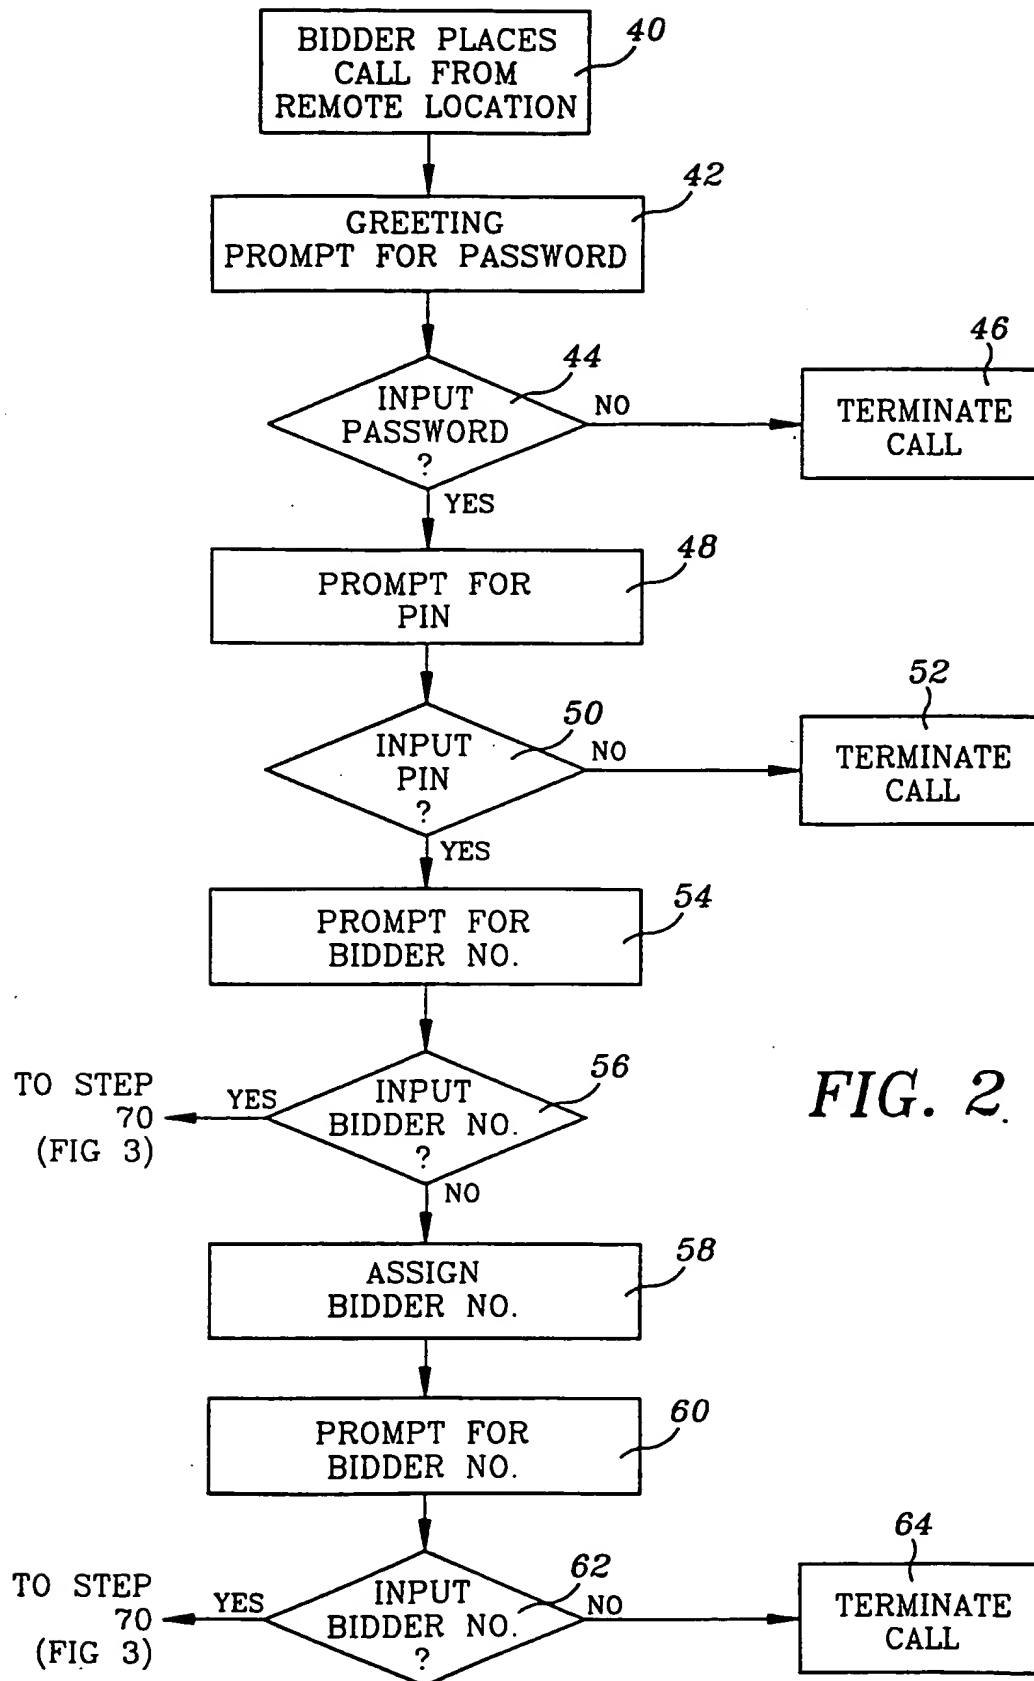 BIDDER PLACES
CALL FROM
REMOTE LOCATION
40
GREETING
PROMPT FOR PASSWORD
42
INPUT
PASSWORD
?
44
NO
TERMINATE
CALL
46
YES
PROMPT FOR
PIN
48
INPUT
PIN
?
50
NO
TERMINATE
CALL
52
YES
PROMPT FOR
BIDDER NO.
54
INPUT
BIDDER NO.
?
56
YES
TO STEP
70
(FIG 3)
FIG. 2.
NO
ASSIGN
BIDDER NO.
58
PROMPT FOR
BIDDER NO.
60
INPUT
BIDDER NO.
?
62
YES
TO STEP
70
(FIG 3)
NO
TERMINATE
CALL
64